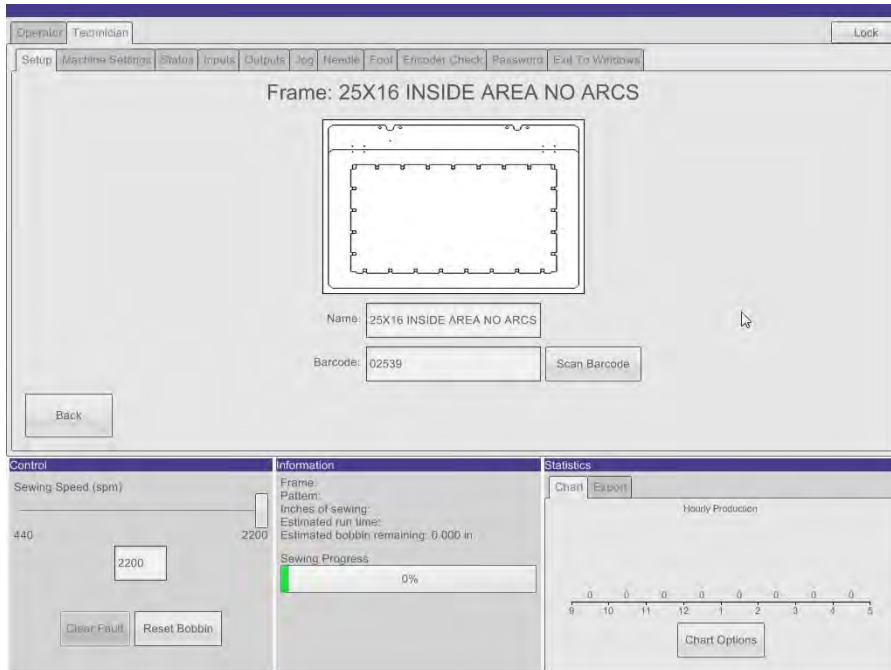 Operator Technician Lock
Setup Machine Settings Status Inputs Outputs Jog Needle Foot Encoder Check Password Exit To Windows
Frame: 25X16 INSIDE AREA NO ARCS
Name: 25X16 INSIDE AREA NO ARCS
Barcode: 02539 Scan Barcode
Back
Control
Sewing Speed (spm)
440 2200
2200
Clear Fault Reset Bobbin
Information
Frame:
Pattern:
Inches of sewing:
Estimated run time:
Estimated bobbin remaining: 0.000 in
Sewing Progress
0%
Statistics
Chart Export
Hourly Production
0 0 0 0 0 0 0 0
9 10 11 12 1 2 3 4 5
Chart Options